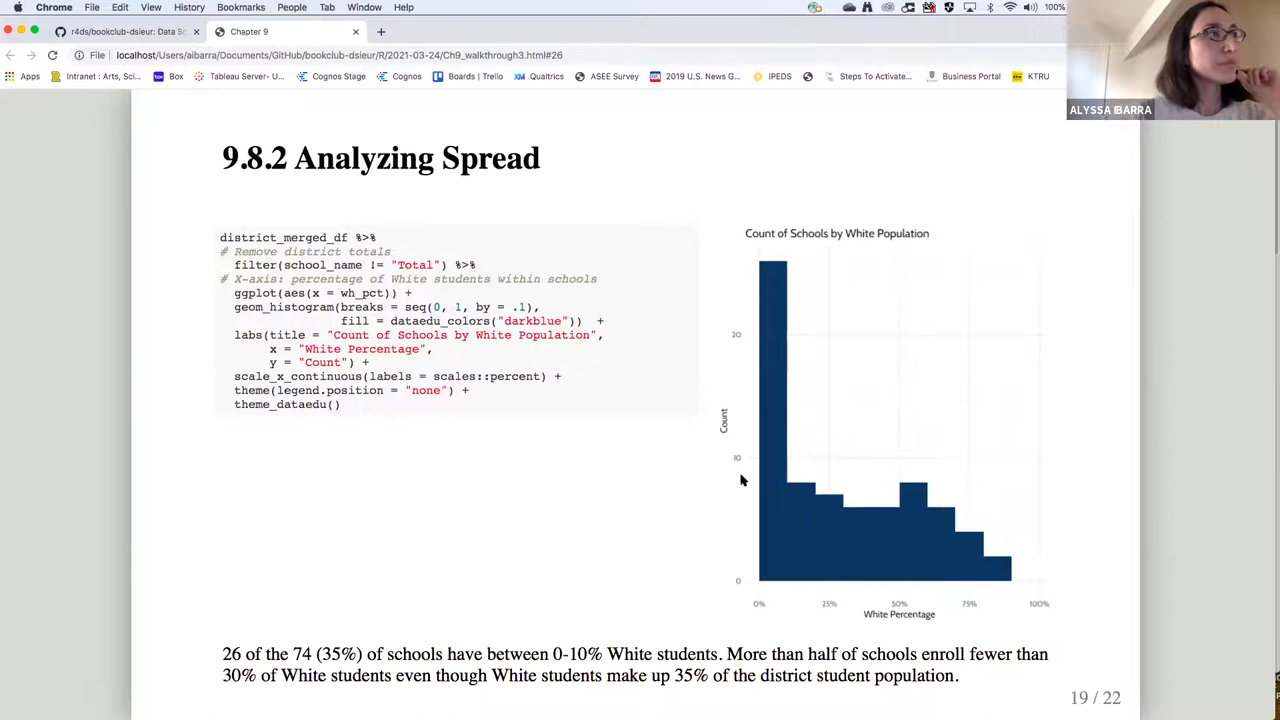 Chrome File Edit View History Bookmarks People Tab Window Help 100%
r4ds/bookclub-dsieur: Data Sc Chapter 9
File localhost/Users/aibarra/Documents/GitHub/bookclub-dsieur/R/2021-03-24/Ch9_walkthrough3.html#26
Apps Intranet : Arts, Sci... Box Tableau Server- U... Cognos Stage Cognos Boards | Trello Qualtrics ASEE Survey 2019 U.S. News G... IPEDS Steps To Activate... Business Portal KTRU
ALYSSA IBARRA
9.8.2 Analyzing Spread
district_merged_df %>%
# Remove district totals
filter(school_name != "Total") %>%
# X-axis: percentage of White students within schools
ggplot(aes(x = wh_pct)) +
geom_histogram(breaks = seq(0, 1, by = .1),
fill = dataedu_colors("darkblue")) +
labs(title = "Count of Schools by White Population",
x = "White Percentage",
y = "Count") +
scale_x_continuous(labels = scales::percent) +
theme(legend.position = "none") +
theme_dataedu()
Count of Schools by White Population
Count
20
10
0
0% 25% 50% 75% 100%
White Percentage
26 of the 74 (35%) of schools have between 0-10% White students. More than half of schools enroll fewer than
30% of White students even though White students make up 35% of the district student population.
19 / 22